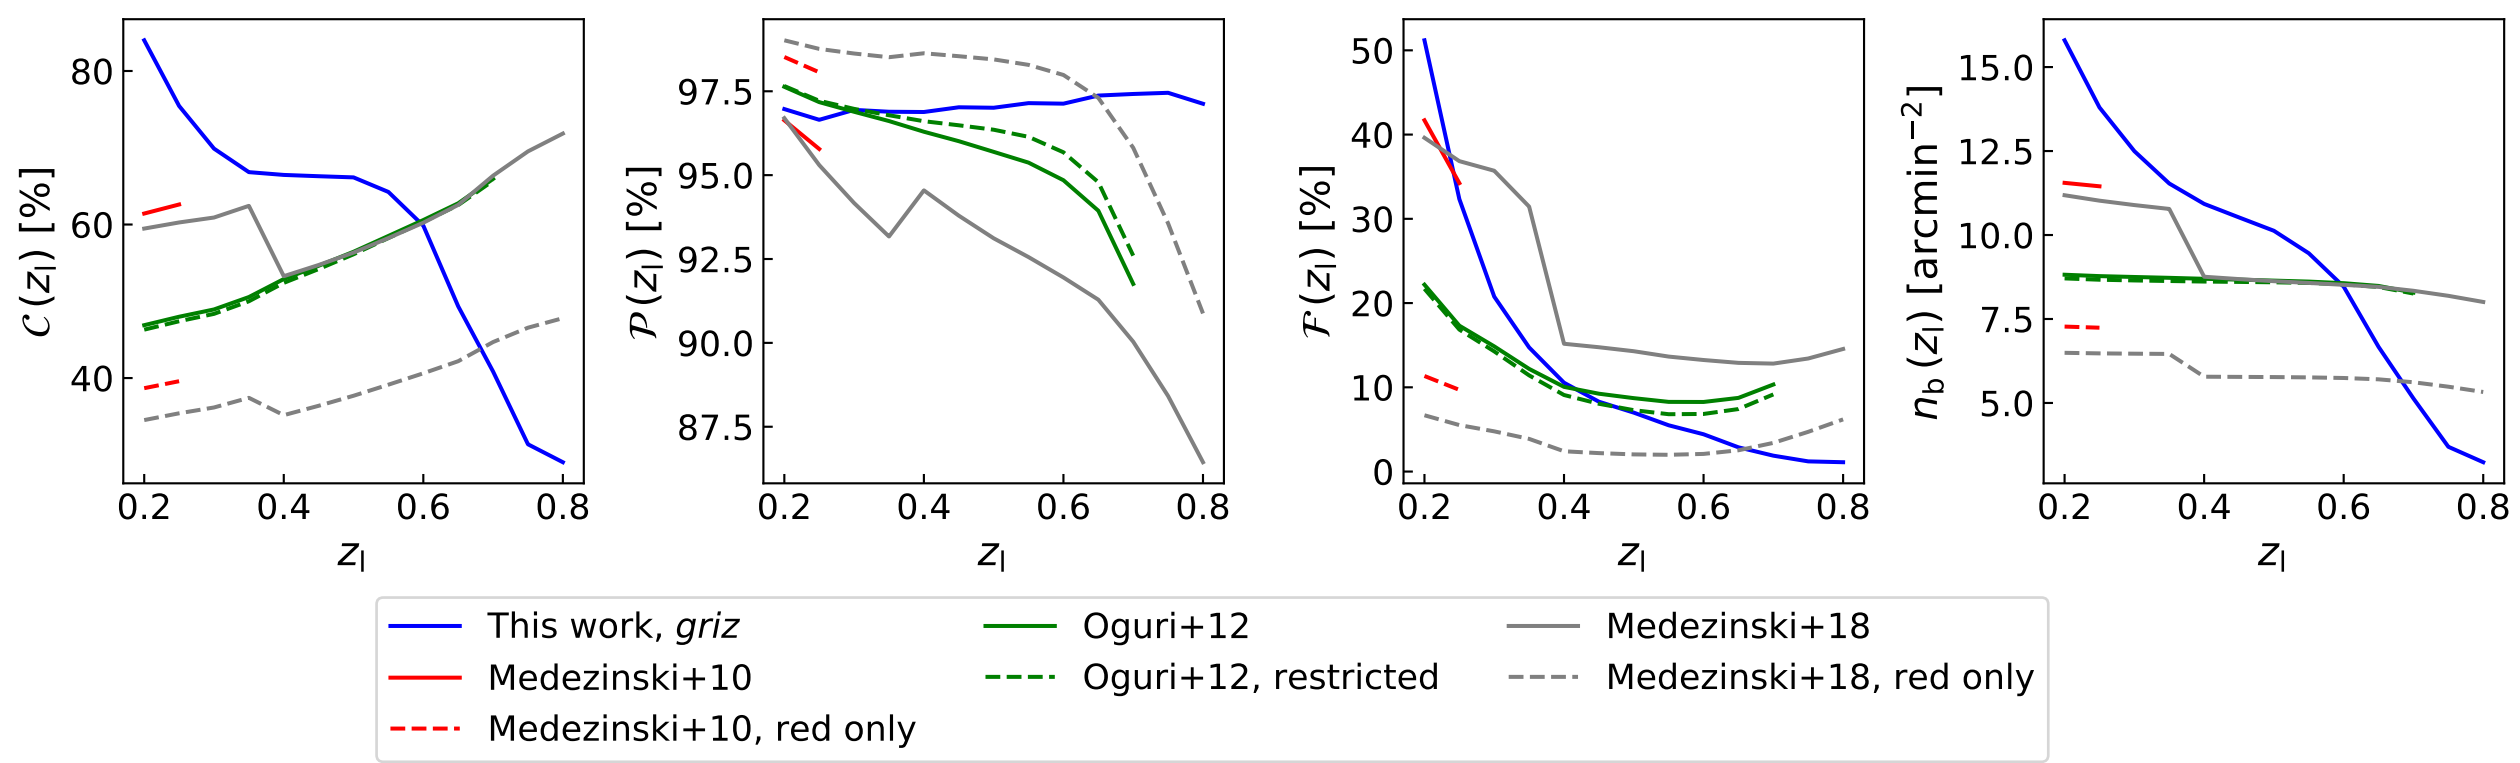 80
60
40
𝒞 (z_l) [%]
0.2 0.4 0.6 0.8
z_l
97.5
95.0
92.5
90.0
87.5
𝒫 (z_l) [%]
0.2 0.4 0.6 0.8
z_l
50
40
30
20
10
0
ℱ (z_l) [%]
0.2 0.4 0.6 0.8
z_l
15.0
12.5
10.0
7.5
5.0
n_b (z_l) [arcmin⁻²]
0.2 0.4 0.6 0.8
z_l
This work, griz
Medezinski+10
Medezinski+10, red only
Oguri+12
Oguri+12, restricted
Medezinski+18
Medezinski+18, red only